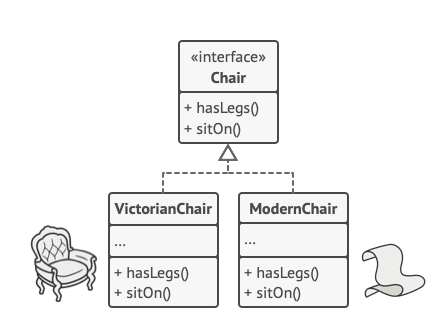 «interface»
Chair
+ hasLegs()
+ sitOn()
VictorianChair
...
+ hasLegs()
+ sitOn()
ModernChair
...
+ hasLegs()
+ sitOn()